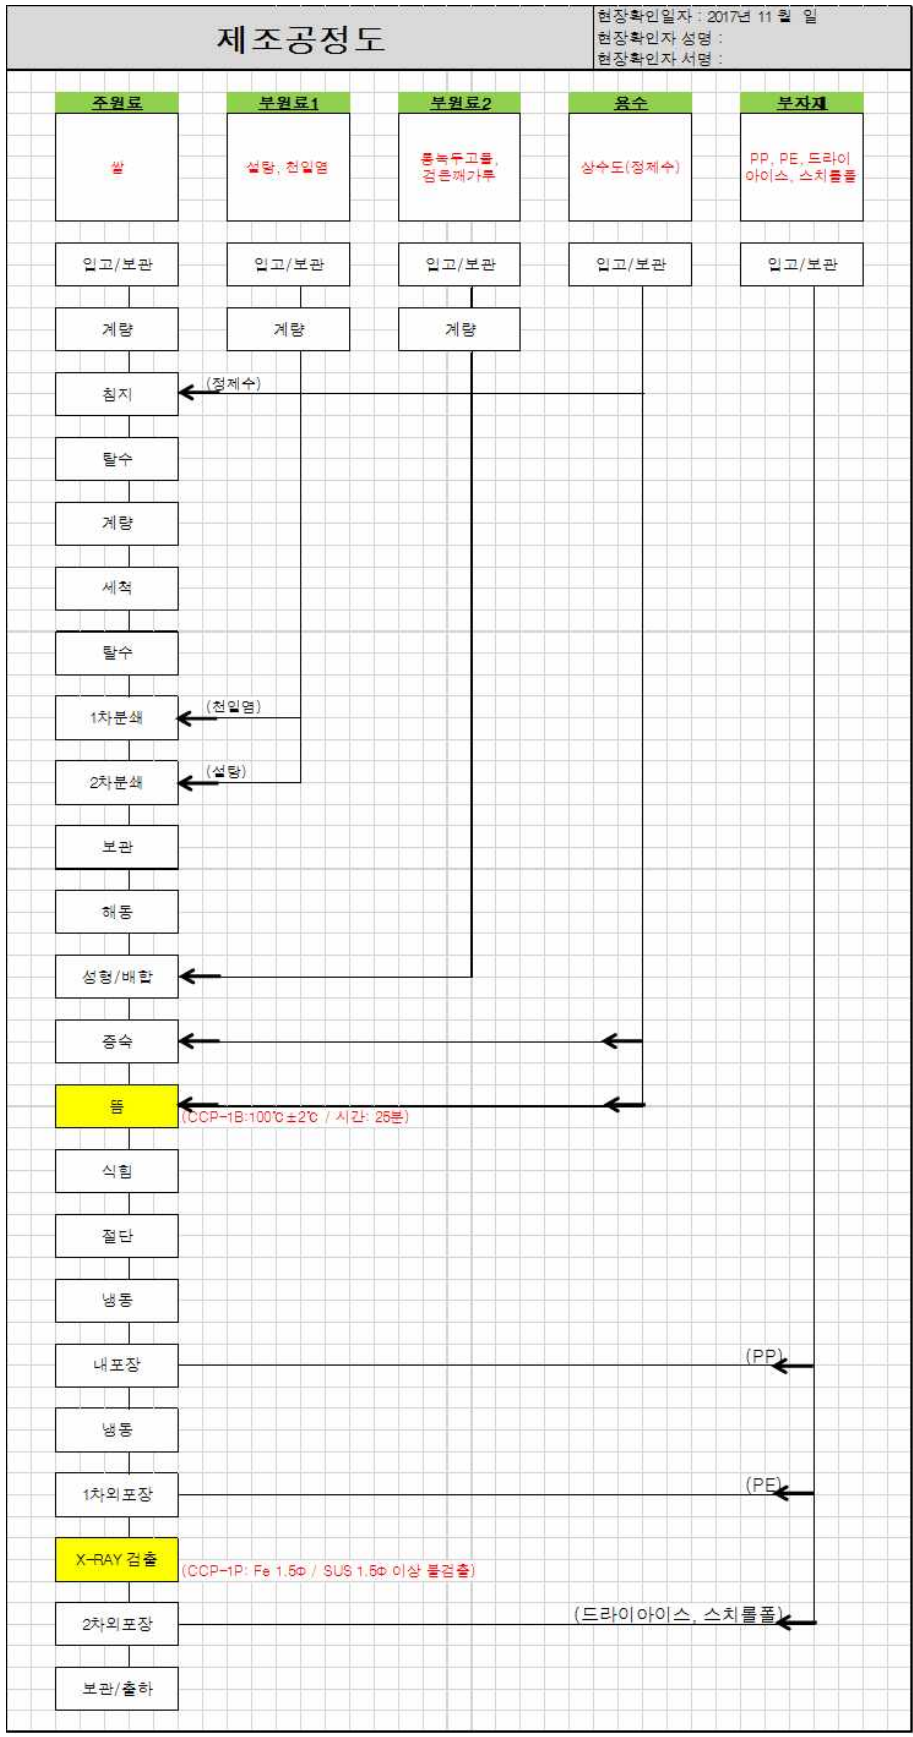 제조공정도
현장확인일자 : 2017년 11 월 일
현장확인자 성명 :
현장확인자 서명 :
주원료
부원료1
부원료2
용수
부자재
쌀
설탕, 천일염
통녹두고물,
검은깨가루
상수도(정제수)
PP, PE, 드라이
아이스, 스치롤폴
입고/보관
입고/보관
입고/보관
입고/보관
입고/보관
계량
계량
계량
침지
(정제수)
탈수
계량
세척
탈수
1차분쇄
(천일염)
2차분쇄
(설탕)
보관
해동
성형/배합
증숙
뜸
(CCP-1B:100℃±2℃ / 시간: 25분)
식힘
절단
냉동
내포장
(PP)
냉동
1차외포장
(PE)
X-RAY 검출
(CCP-1P: Fe 1.5Φ / SUS 1.5Φ 이상 불검출)
2차외포장
(드라이아이스, 스치롤폴)
보관/출하